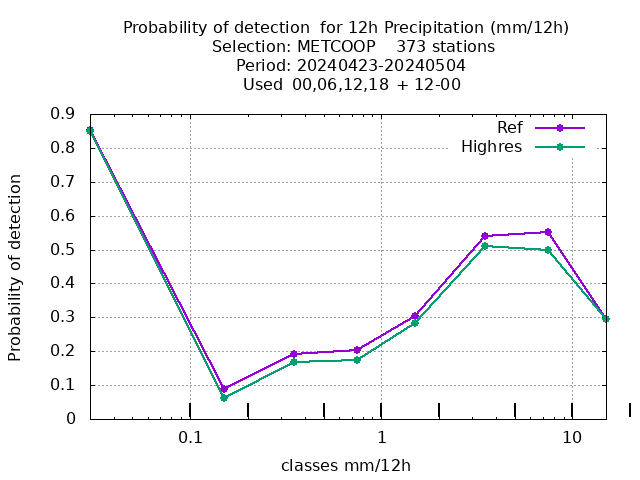 Probability of detection  for 12h Precipitation (mm/12h)
Selection: METCOOP    373 stations
Period: 20240423-20240504
Used  00,06,12,18  + 12-00
Ref
Highres
0.9
0.8
0.7
0.6
0.5
0.4
0.3
0.2
0.1
0
Probability of detection
0.1
1
10
classes mm/12h